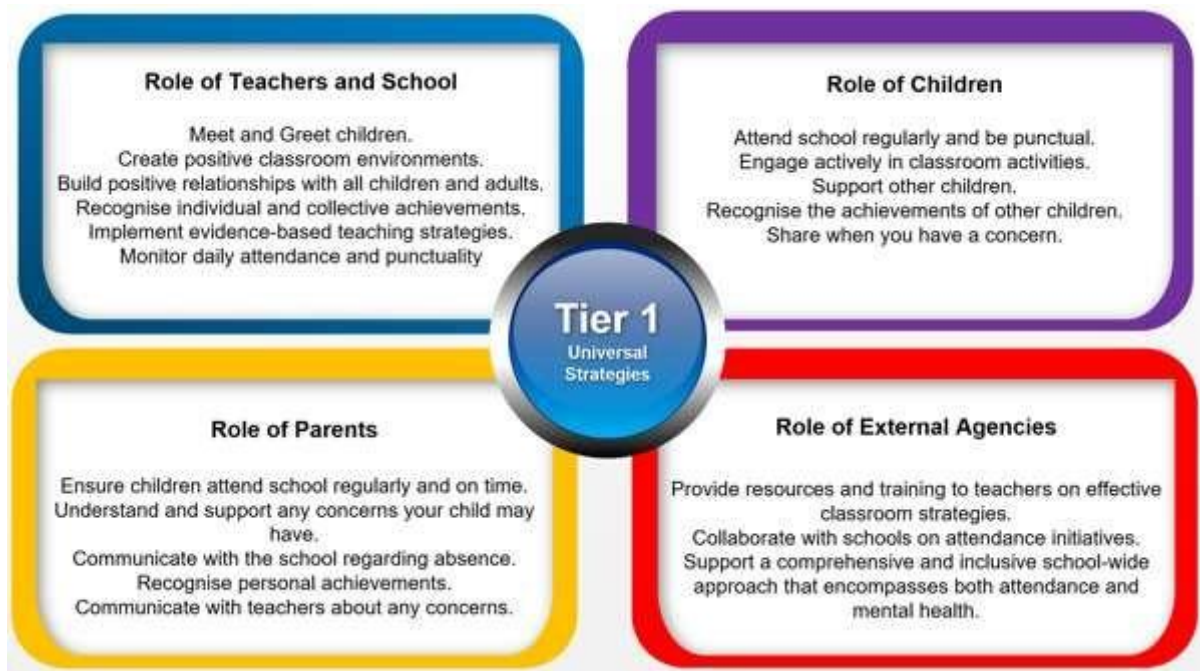 Role of Teachers and School
Meet and Greet children.
Create positive classroom environments.
Build positive relationships with all children and adults.
Recognise individual and collective achievements.
Implement evidence-based teaching strategies.
Monitor daily attendance and punctuality
Role of Children
Attend school regularly and be punctual.
Engage actively in classroom activities.
Support other children.
Recognise the achievements of other children.
Share when you have a concern.
Tier 1
Universal
Strategies
Role of Parents
Ensure children attend school regularly and on time.
Understand and support any concerns your child may
have.
Communicate with the school regarding absence.
Recognise personal achievements.
Communicate with teachers about any concerns.
Role of External Agencies
Provide resources and training to teachers on effective
classroom strategies.
Collaborate with schools on attendance initiatives.
Support a comprehensive and inclusive school-wide
approach that encompasses both attendance and
mental health.